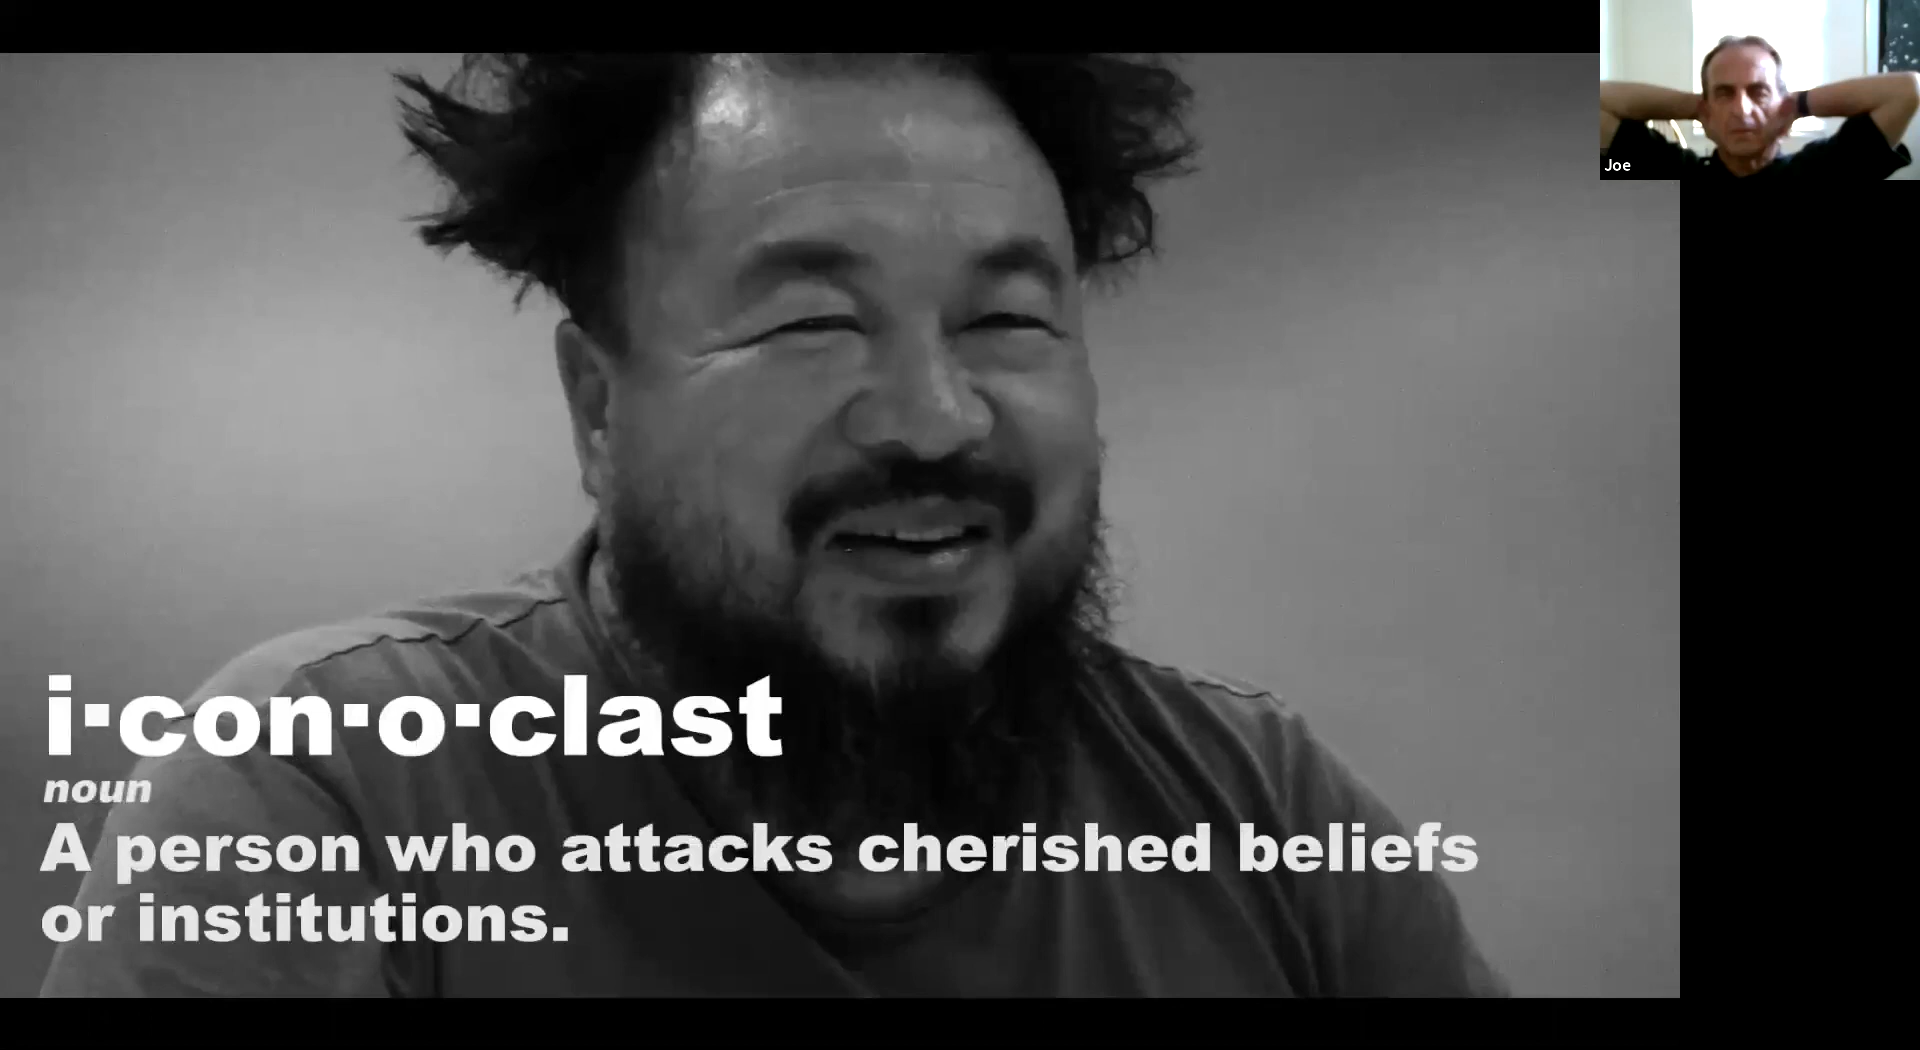 Joe
i·con·o·clast
noun
A person who attacks cherished beliefs
or institutions.